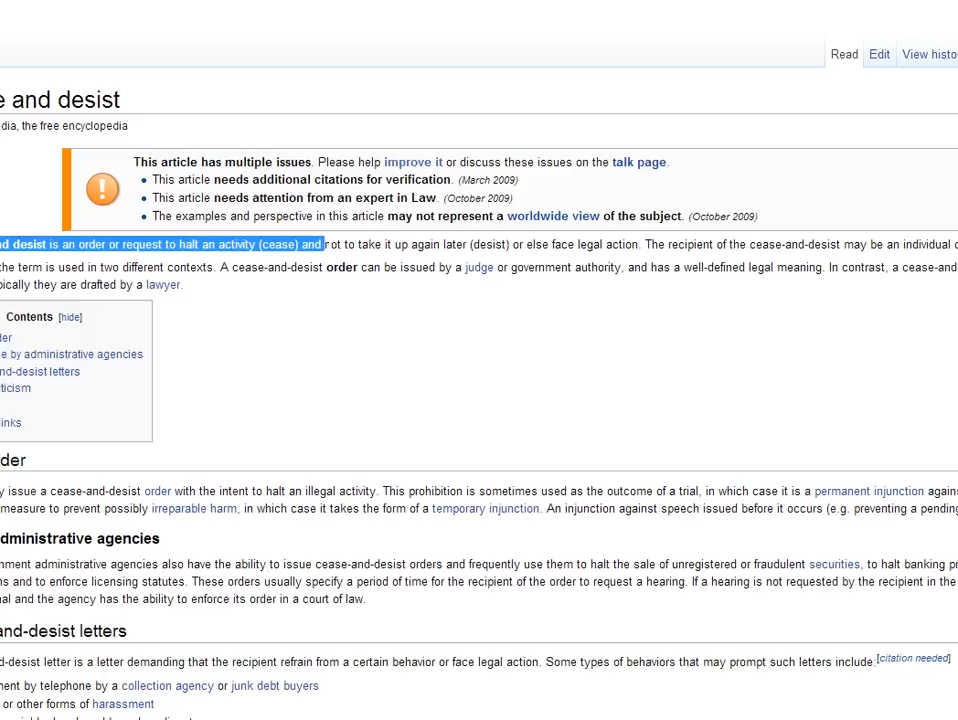 Read Edit View histo
e and desist
dia, the free encyclopedia
This article has multiple issues. Please help improve it or discuss these issues on the talk page.
• This article needs additional citations for verification. (March 2009)
• This article needs attention from an expert in Law. (October 2009)
• The examples and perspective in this article may not represent a worldwide view of the subject. (October 2009)
nd desist is an order or request to halt an activity (cease) and not to take it up again later (desist) or else face legal action. The recipient of the cease-and-desist may be an individual o
the term is used in two different contexts. A cease-and-desist order can be issued by a judge or government authority, and has a well-defined legal meaning. In contrast, a cease-and-
pically they are drafted by a lawyer.
Contents [hide]
der
e by administrative agencies
nd-desist letters
ticism
inks
der
y issue a cease-and-desist order with the intent to halt an illegal activity. This prohibition is sometimes used as the outcome of a trial, in which case it is a permanent injunction agains
measure to prevent possibly irreparable harm, in which case it takes the form of a temporary injunction. An injunction against speech issued before it occurs (e.g. preventing a pending
dministrative agencies
nment administrative agencies also have the ability to issue cease-and-desist orders and frequently use them to halt the sale of unregistered or fraudulent securities, to halt banking pr
ns and to enforce licensing statutes. These orders usually specify a period of time for the recipient of the order to request a hearing. If a hearing is not requested by the recipient in the
nal and the agency has the ability to enforce its order in a court of law.
and-desist letters
d-desist letter is a letter demanding that the recipient refrain from a certain behavior or face legal action. Some types of behaviors that may prompt such letters include:[citation needed]
ment by telephone by a collection agency or junk debt buyers
or other forms of harassment